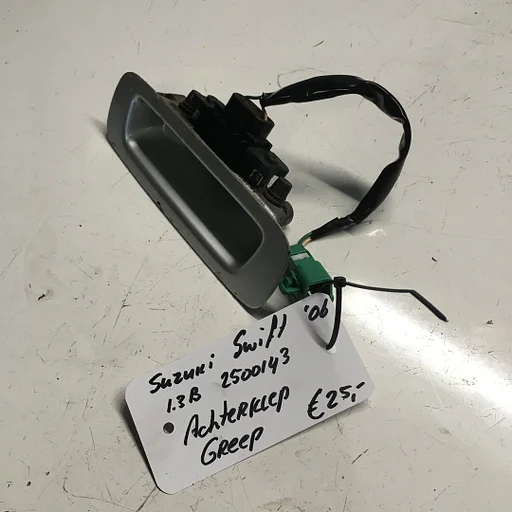 Suzuki Swift '06
1.3B 2500143
Achterklep
Greep €25,-